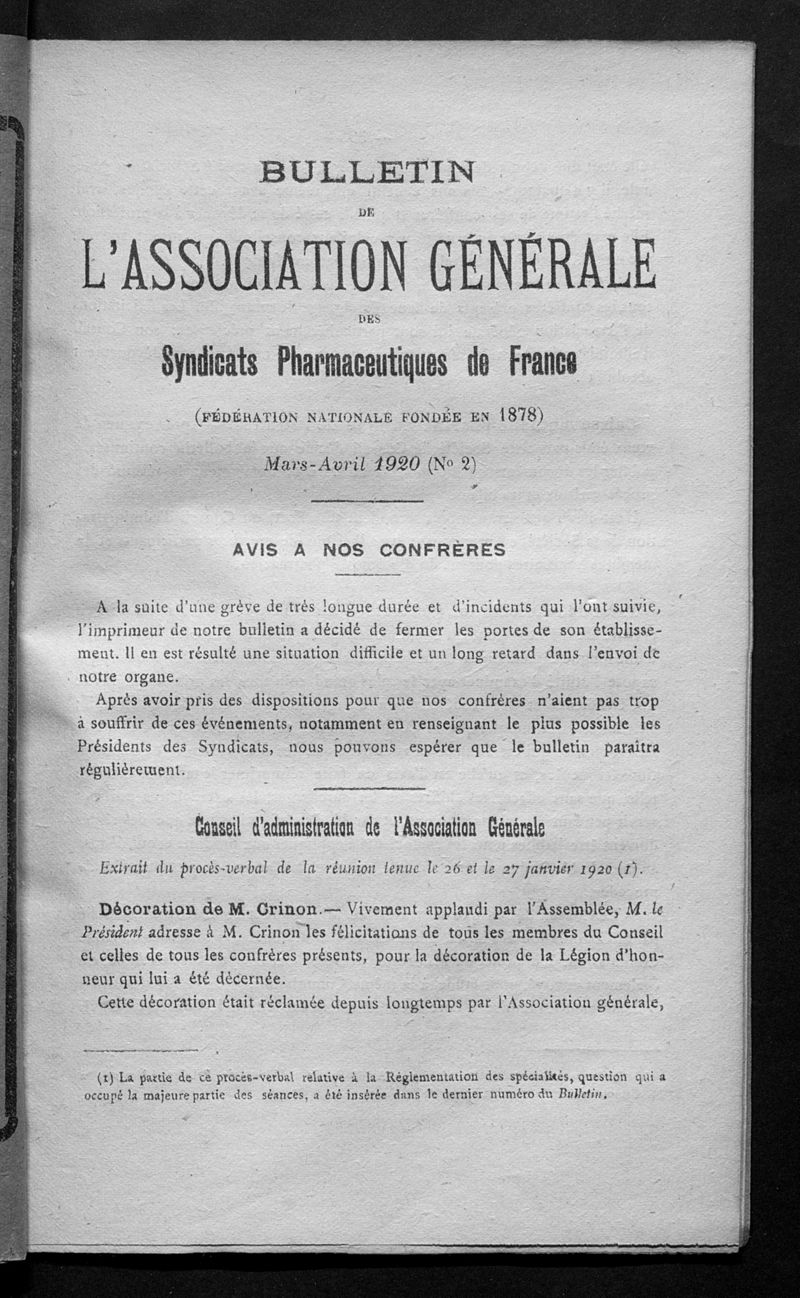 BULLETIN
DE
L'ASSOCIATION GÉNÉRALE
DES
Syndicats Pharmaceutiques de France
(FÉDÉRATION NATIONALE FONDÉE EN 1878)
Mars-Avril 1920 (No 2)
AVIS A NOS CONFRÈRES
A la suite d'une grève de très longue durée et d'incidents qui l'ont suivie,
l'imprimeur de notre bulletin a décidé de fermer les portes de son établisse-
ment. Il en est résulté une situation difficile et un long retard dans l'envoi de
notre organe.
Après avoir pris des dispositions pour que nos confrères n'aient pas trop
à souffrir de ces événements, notamment en renseignant le plus possible les
Présidents des Syndicats, nous pouvons espérer que le bulletin paraîtra
régulièrement.
Conseil d'administration de l'Association Générale
Extrait du procès-verbal de la réunion tenue le 26 et le 27 janvier 1920 (1).
Décoration de M. Crinon.— Vivement applaudi par l'Assemblée, M. le
Président adresse à M. Crinon les félicitations de tous les membres du Conseil
et celles de tous les confrères présents, pour la décoration de la Légion d'hon-
neur qui lui a été décernée.
Cette décoration était réclamée depuis longtemps par l'Association générale,
(1) La partie de ce procès-verbal relative à la Réglementation des spécialités, question qui a
occupé la majeure partie des séances, a été insérée dans le dernier numéro du Bulletin.